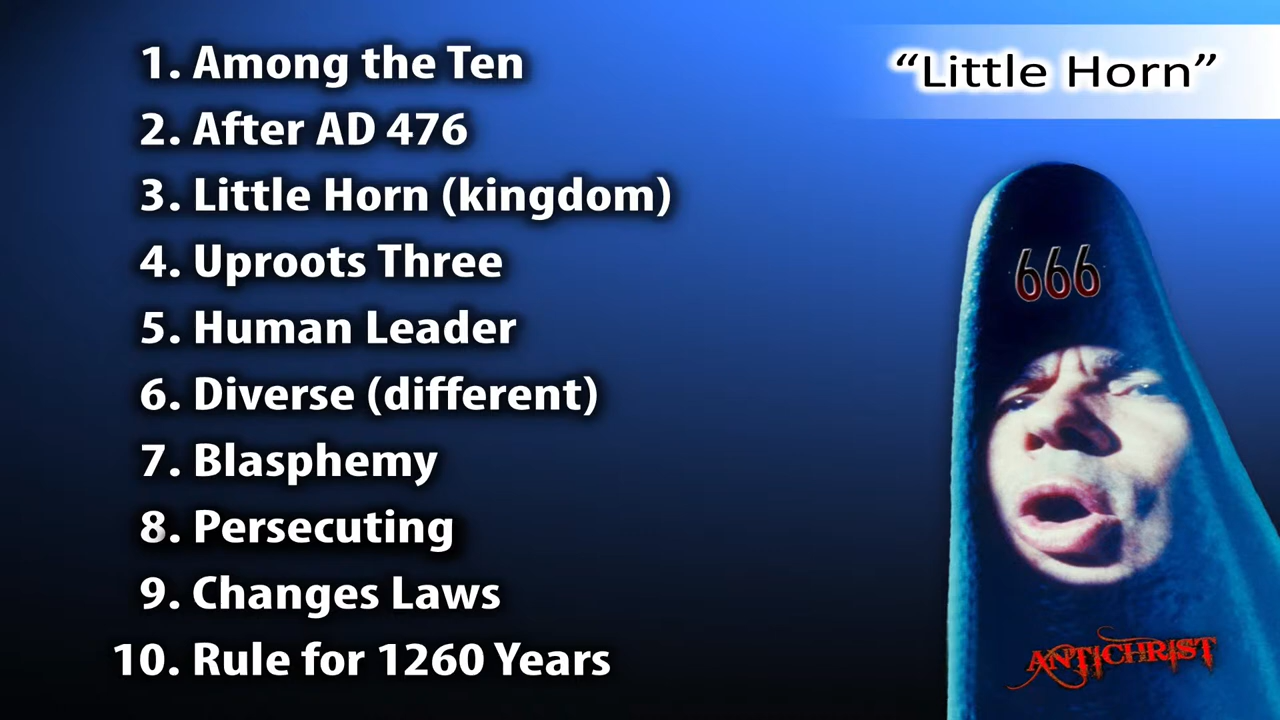 1. Among the Ten
2. After AD 476
3. Little Horn (kingdom)
4. Uproots Three
5. Human Leader
6. Diverse (different)
7. Blasphemy
8. Persecuting
9. Changes Laws
10. Rule for 1260 Years
“Little Horn”
666
ANTICHRIST